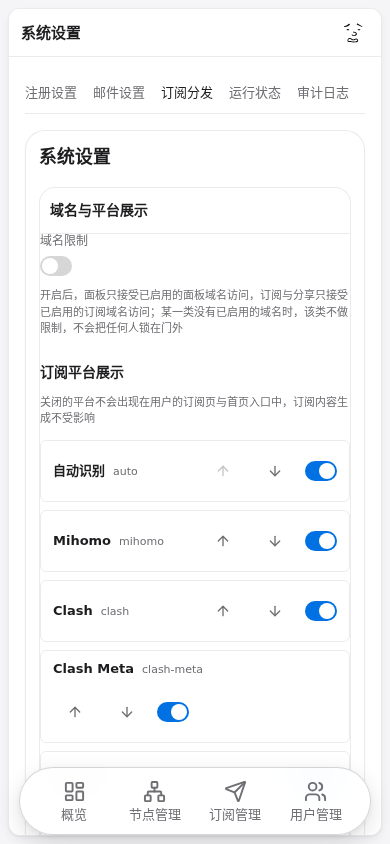 系统设置
注册设置 邮件设置 订阅分发 运行状态 审计日志
系统设置
域名与平台展示
域名限制
开启后，面板只接受已启用的面板域名访问，订阅与分享只接受
已启用的订阅域名访问；某一类没有已启用的域名时，该类不做
限制，不会把任何人锁在门外
订阅平台展示
关闭的平台不会出现在用户的订阅页与首页入口中，订阅内容生
成不受影响
自动识别 auto
Mihomo mihomo
Clash clash
Clash Meta clash-meta
概览 节点管理 订阅管理 用户管理